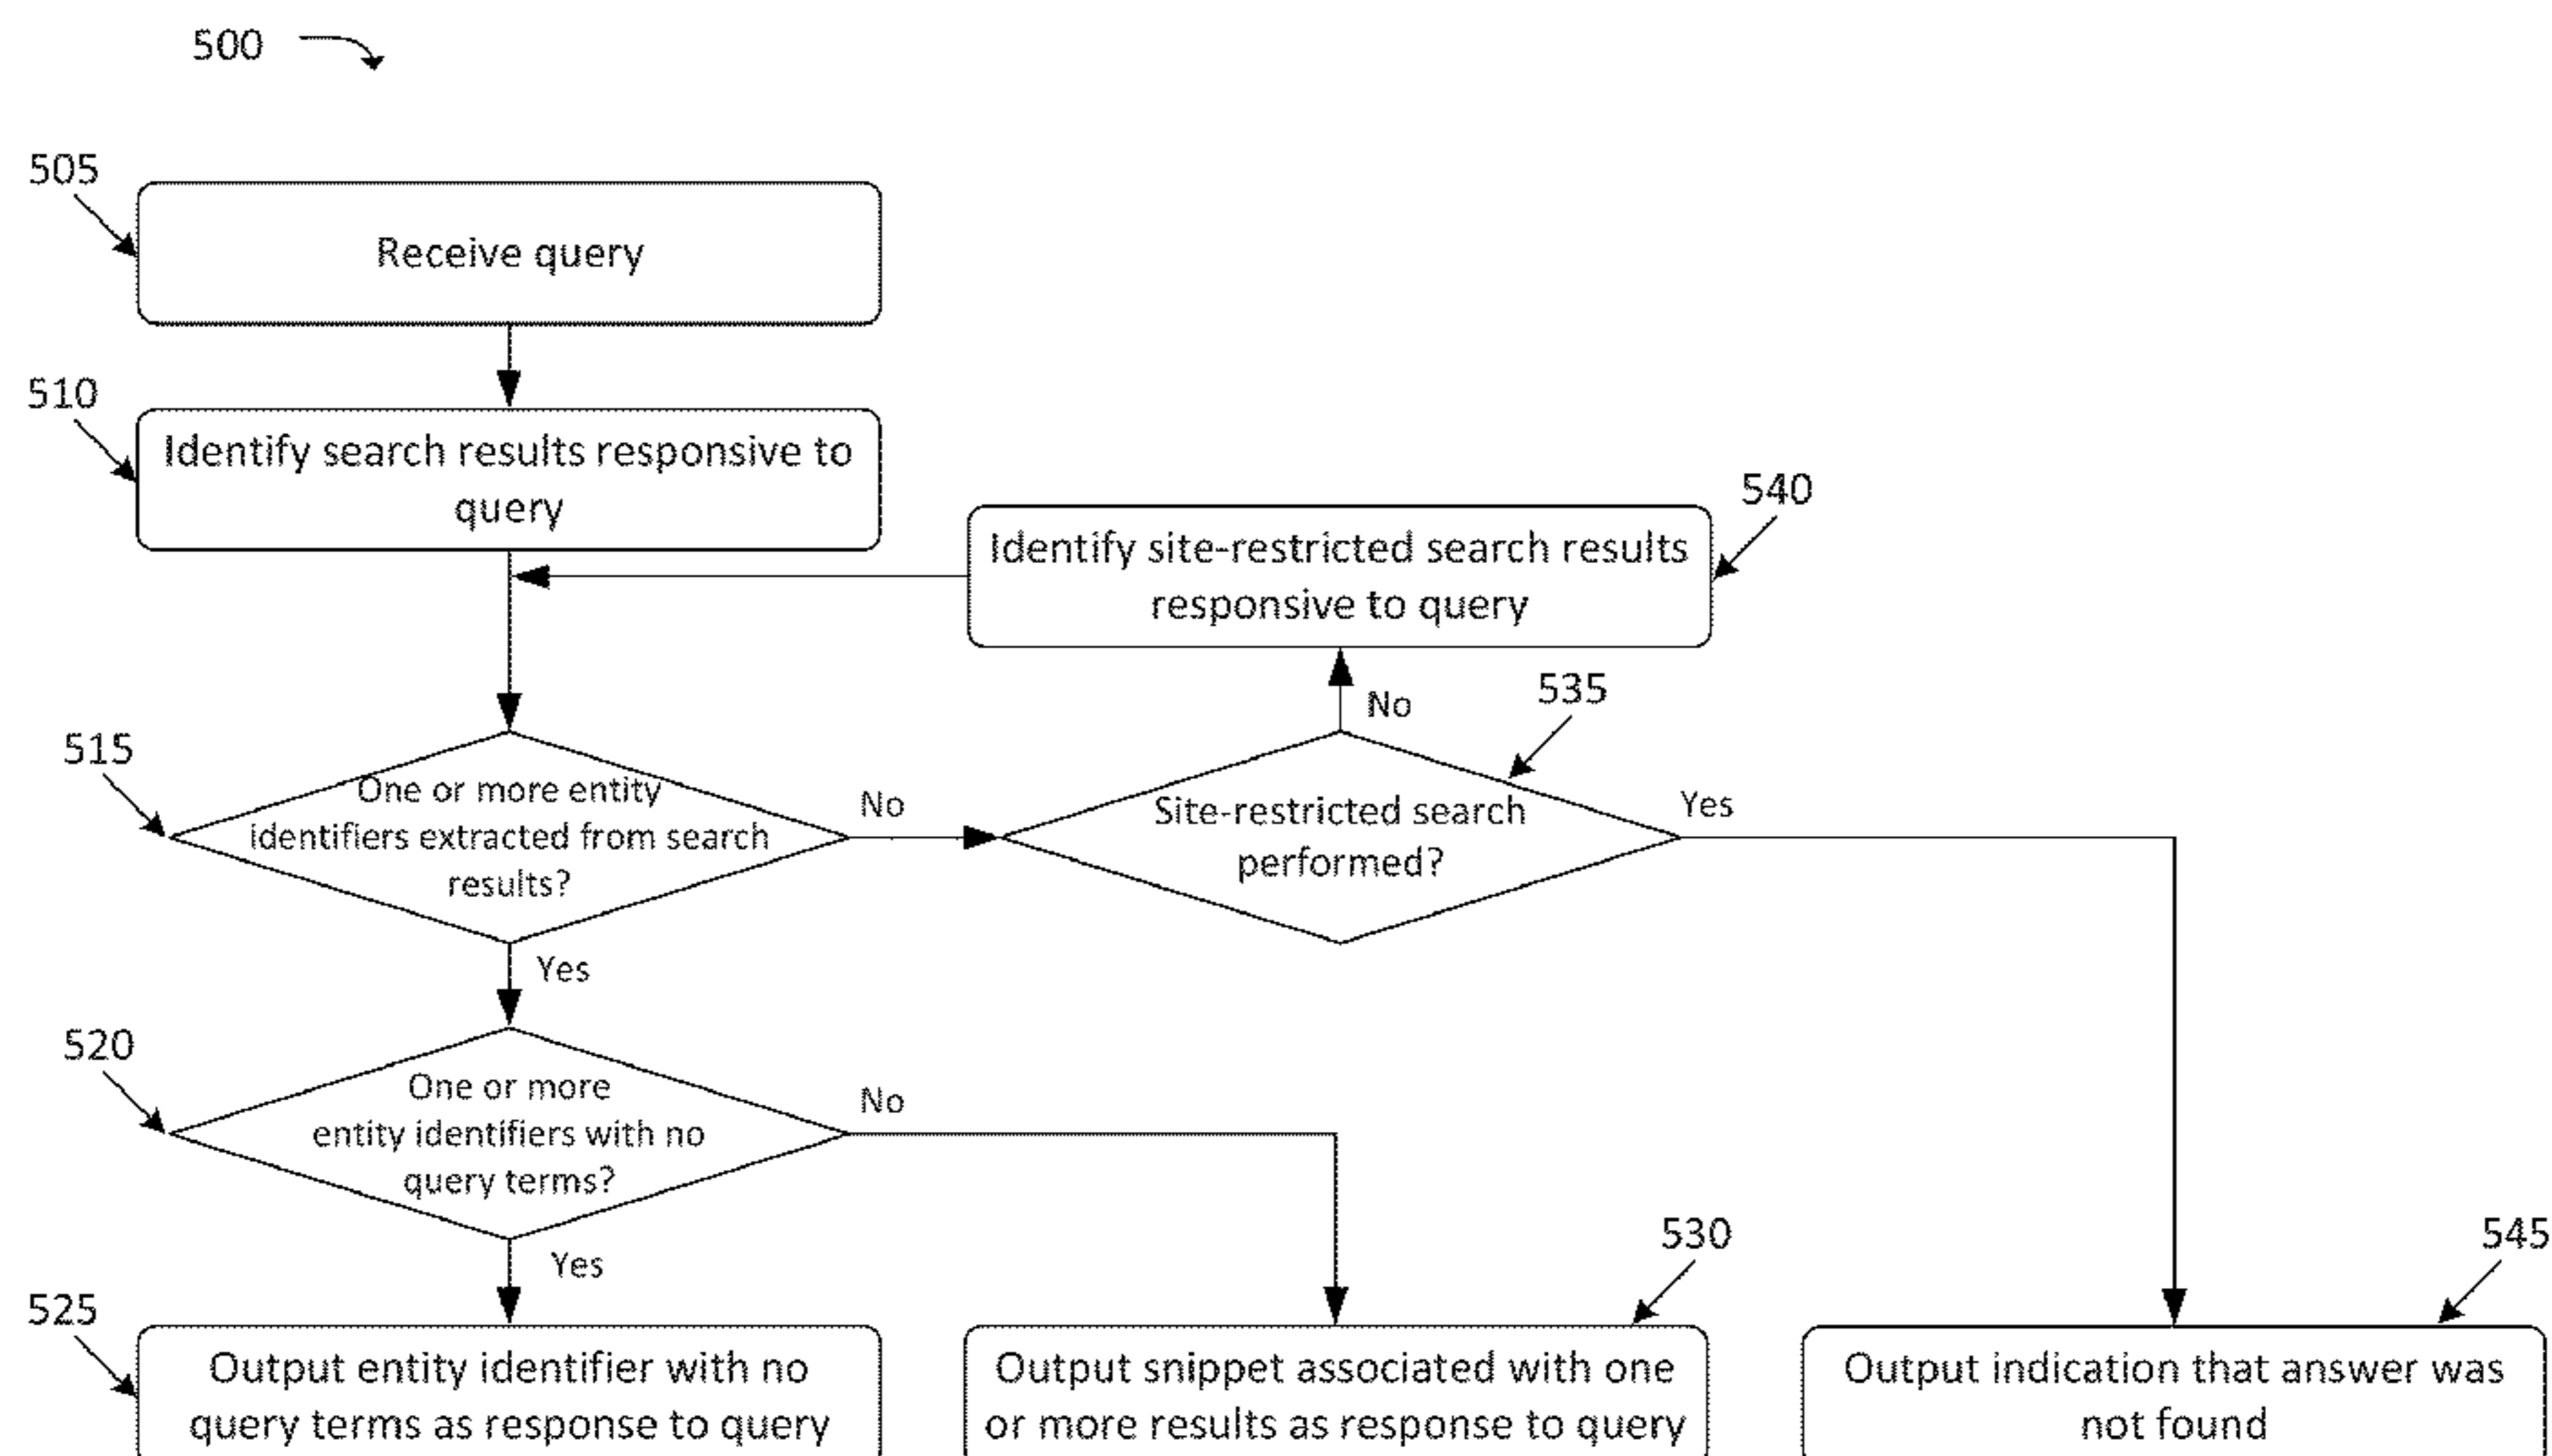 500
505
Receive query
510
Identify search results responsive to
query
540
Identify site-restricted search results
responsive to query
No
535
515
One or more entity
identifiers extracted from search
results?
No
Site-restricted search
performed?
Yes
Yes
520
One or more
entity identifiers with no
query terms?
No
Yes
530
545
525
Output entity identifier with no
query terms as response to query
Output snippet associated with one
or more results as response to query
Output indication that answer was
not found